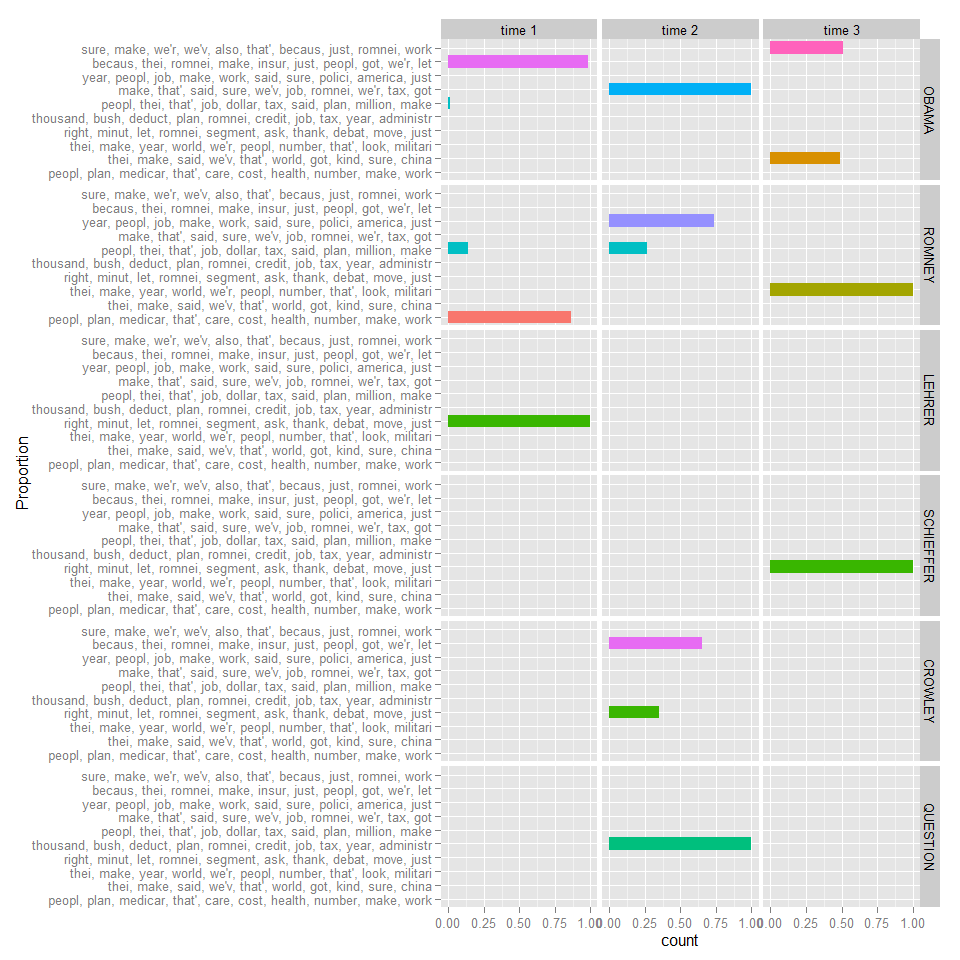 time 1 time 2 time 3
sure, make, we'r, we'v, also, that', becaus, just, romnei, work
becaus, thei, romnei, make, insur, just, peopl, got, we'r, let
year, peopl, job, make, work, said, sure, polici, america, just
make, that', said, sure, we'v, job, romnei, we'r, tax, got
peopl, thei, that', job, dollar, tax, said, plan, million, make
thousand, bush, deduct, plan, romnei, credit, job, tax, year, administr
right, minut, let, romnei, segment, ask, thank, debat, move, just
thei, make, year, world, we'r, peopl, number, that', look, militari
thei, make, said, we'v, that', world, got, kind, sure, china
peopl, plan, medicar, that', care, cost, health, number, make, work
OBAMA
sure, make, we'r, we'v, also, that', becaus, just, romnei, work
becaus, thei, romnei, make, insur, just, peopl, got, we'r, let
year, peopl, job, make, work, said, sure, polici, america, just
make, that', said, sure, we'v, job, romnei, we'r, tax, got
peopl, thei, that', job, dollar, tax, said, plan, million, make
thousand, bush, deduct, plan, romnei, credit, job, tax, year, administr
right, minut, let, romnei, segment, ask, thank, debat, move, just
thei, make, year, world, we'r, peopl, number, that', look, militari
thei, make, said, we'v, that', world, got, kind, sure, china
peopl, plan, medicar, that', care, cost, health, number, make, work
ROMNEY
sure, make, we'r, we'v, also, that', becaus, just, romnei, work
becaus, thei, romnei, make, insur, just, peopl, got, we'r, let
year, peopl, job, make, work, said, sure, polici, america, just
make, that', said, sure, we'v, job, romnei, we'r, tax, got
peopl, thei, that', job, dollar, tax, said, plan, million, make
thousand, bush, deduct, plan, romnei, credit, job, tax, year, administr
right, minut, let, romnei, segment, ask, thank, debat, move, just
thei, make, year, world, we'r, peopl, number, that', look, militari
thei, make, said, we'v, that', world, got, kind, sure, china
peopl, plan, medicar, that', care, cost, health, number, make, work
LEHRER
Proportion
sure, make, we'r, we'v, also, that', becaus, just, romnei, work
becaus, thei, romnei, make, insur, just, peopl, got, we'r, let
year, peopl, job, make, work, said, sure, polici, america, just
make, that', said, sure, we'v, job, romnei, we'r, tax, got
peopl, thei, that', job, dollar, tax, said, plan, million, make
thousand, bush, deduct, plan, romnei, credit, job, tax, year, administr
right, minut, let, romnei, segment, ask, thank, debat, move, just
thei, make, year, world, we'r, peopl, number, that', look, militari
thei, make, said, we'v, that', world, got, kind, sure, china
peopl, plan, medicar, that', care, cost, health, number, make, work
SCHIEFFER
sure, make, we'r, we'v, also, that', becaus, just, romnei, work
becaus, thei, romnei, make, insur, just, peopl, got, we'r, let
year, peopl, job, make, work, said, sure, polici, america, just
make, that', said, sure, we'v, job, romnei, we'r, tax, got
peopl, thei, that', job, dollar, tax, said, plan, million, make
thousand, bush, deduct, plan, romnei, credit, job, tax, year, administr
right, minut, let, romnei, segment, ask, thank, debat, move, just
thei, make, year, world, we'r, peopl, number, that', look, militari
thei, make, said, we'v, that', world, got, kind, sure, china
peopl, plan, medicar, that', care, cost, health, number, make, work
CROWLEY
sure, make, we'r, we'v, also, that', becaus, just, romnei, work
becaus, thei, romnei, make, insur, just, peopl, got, we'r, let
year, peopl, job, make, work, said, sure, polici, america, just
make, that', said, sure, we'v, job, romnei, we'r, tax, got
peopl, thei, that', job, dollar, tax, said, plan, million, make
thousand, bush, deduct, plan, romnei, credit, job, tax, year, administr
right, minut, let, romnei, segment, ask, thank, debat, move, just
thei, make, year, world, we'r, peopl, number, that', look, militari
thei, make, said, we'v, that', world, got, kind, sure, china
peopl, plan, medicar, that', care, cost, health, number, make, work
QUESTION
0.00 0.25 0.50 0.75 1.00 0.00 0.25 0.50 0.75 1.00 0.00 0.25 0.50 0.75 1.00
count